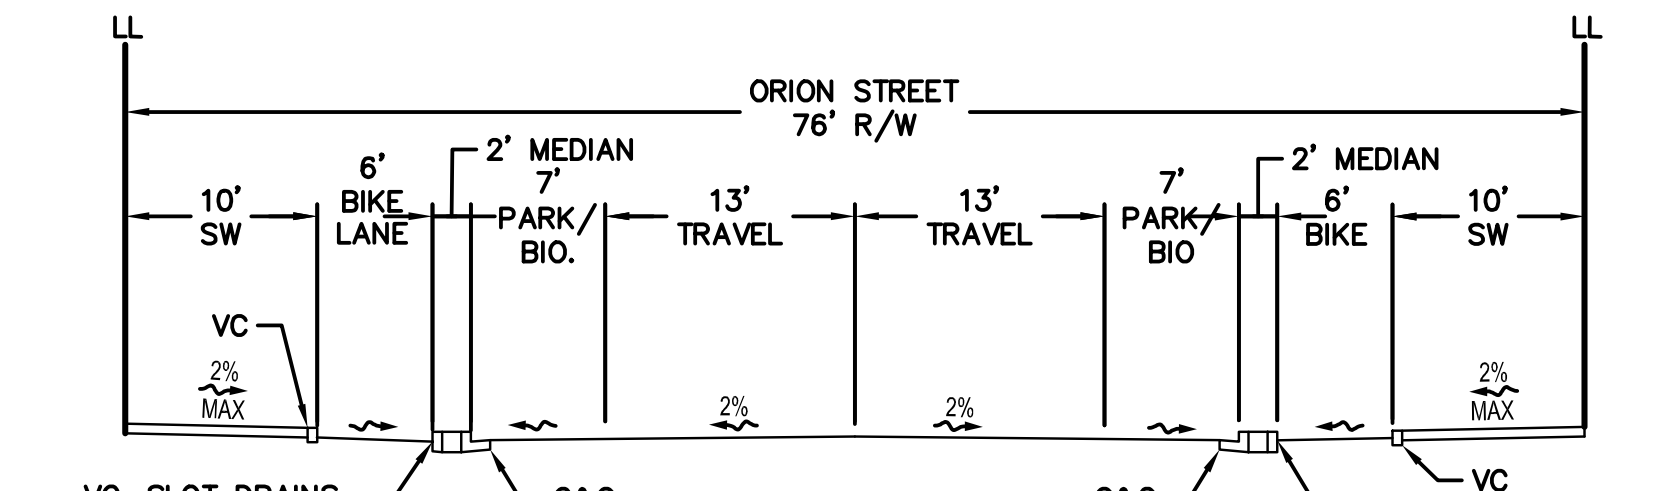 LL
LL
ORION STREET
76' R/W
2' MEDIAN
2' MEDIAN
10'
SW
6'
BIKE
LANE
7'
PARK/
BIO.
13'
TRAVEL
13'
TRAVEL
7'
PARK/
BIO
6'
BIKE
10'
SW
VC
2%
MAX
2%
2%
2%
MAX
VC